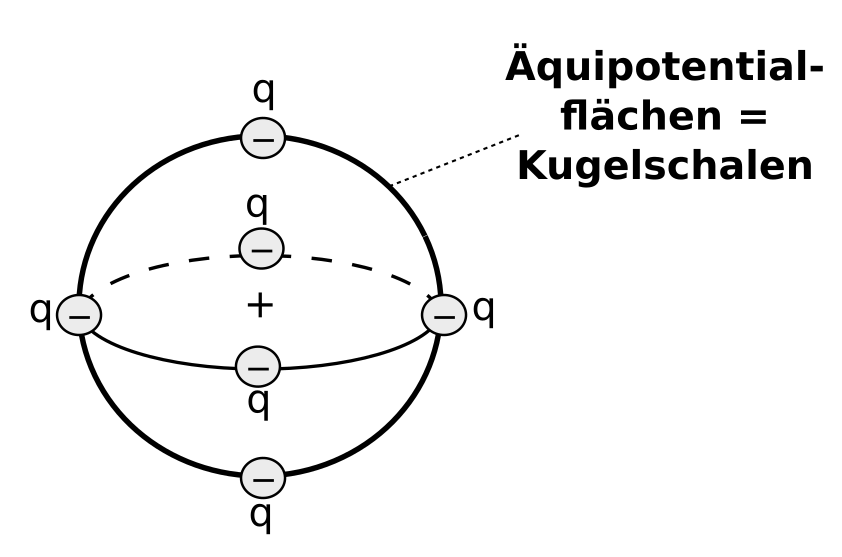 q
Äquipotential-
flächen =
Kugelschalen
−
q
−
q
−
+
−
q
−
q
−
q